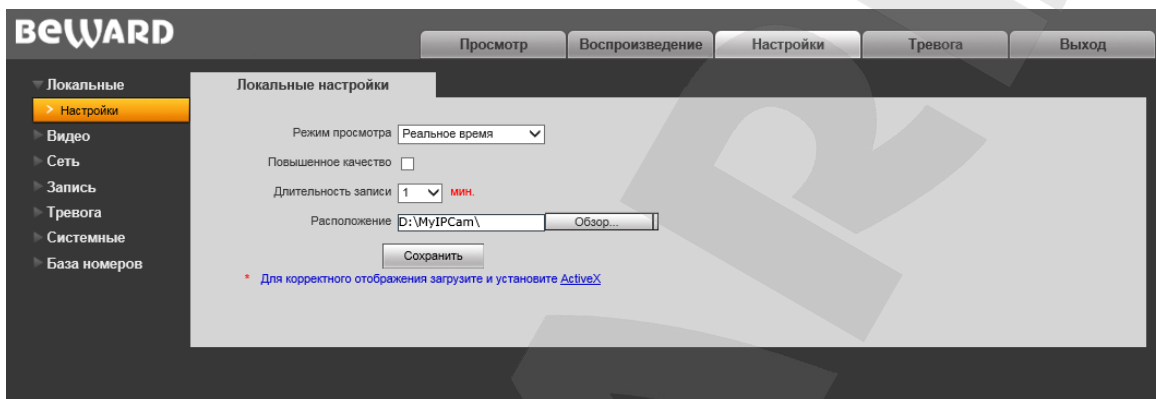 BEWARD
Просмотр Воспроизведение Настройки Тревога Выход
Локальные
Настройки
Видео
Сеть
Запись
Тревога
Системные
База номеров
Локальные настройки
Режим просмотра Реальное время
Повышенное качество
Длительность записи 1 мин.
Расположение D:\MyIPCam\ Обзор...
Сохранить
* Для корректного отображения загрузите и установите ActiveX